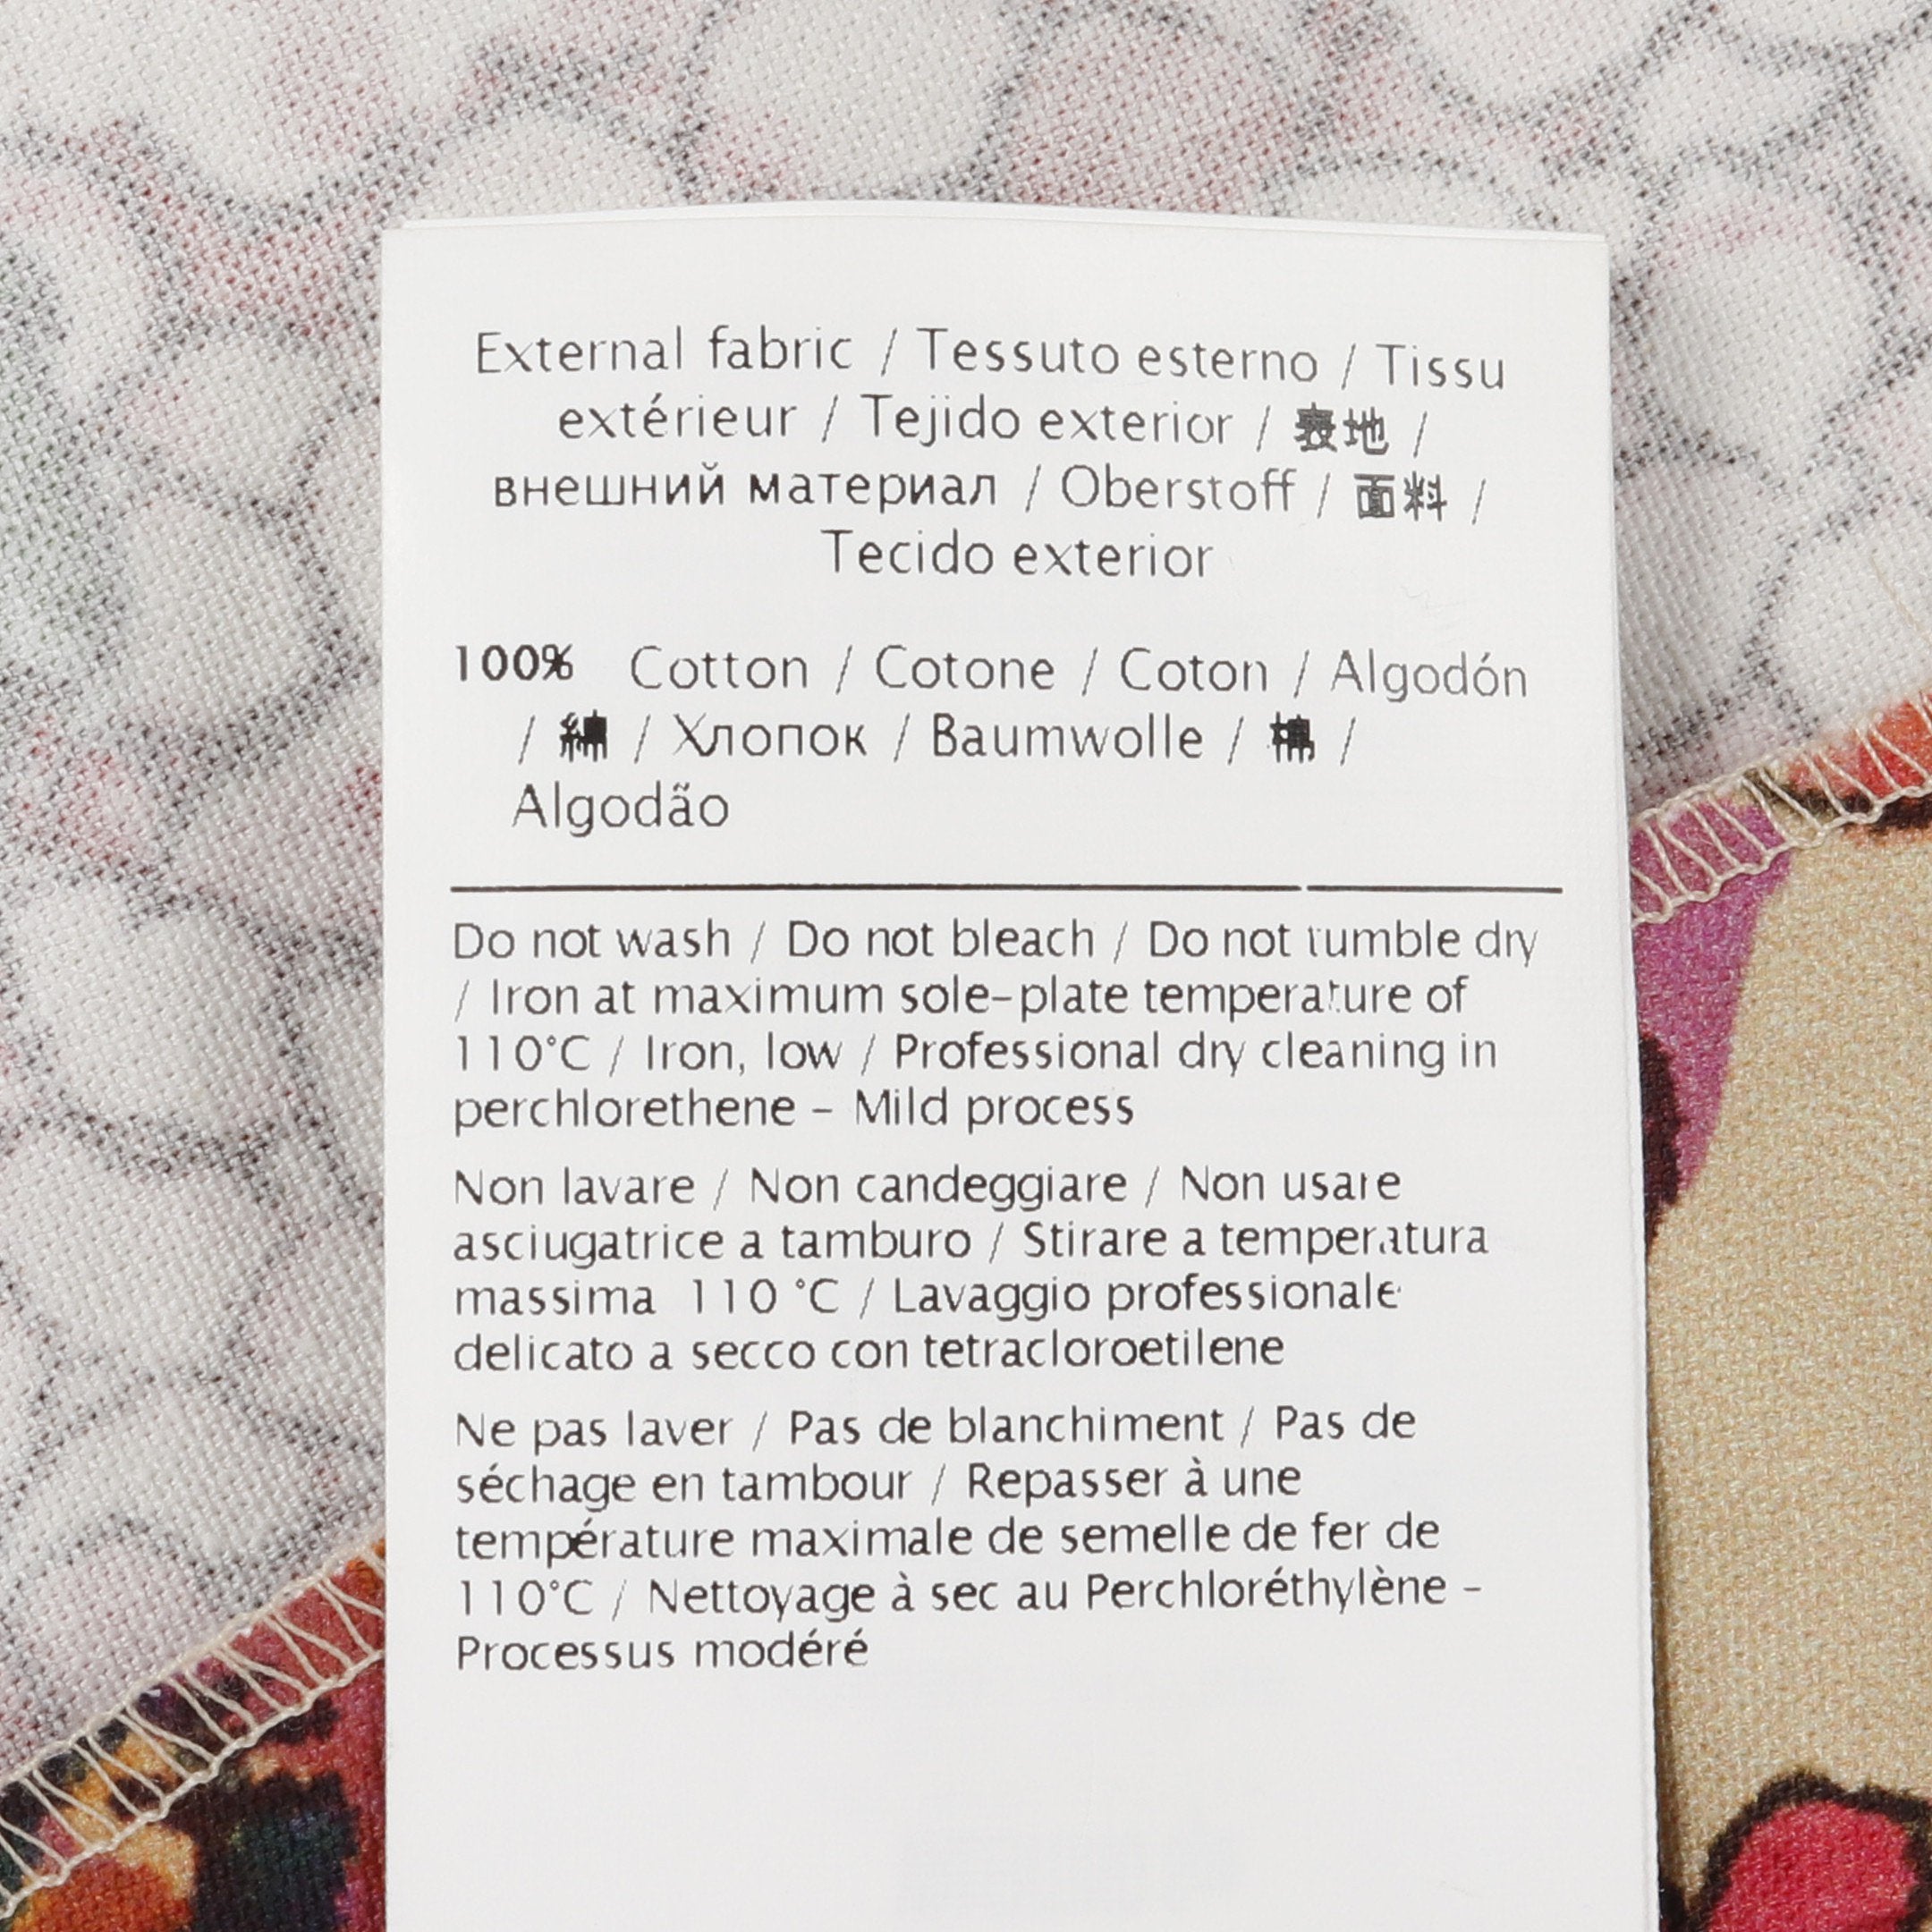 External fabric / Tessuto esterno / Tissu
extérieur / Tejido exterior / 表地 /
внешний материал / Oberstoff / 面料 /
Tecido exterior
100% Cotton / Cotone / Coton / Algodón
/ 綿 / Хлопок / Baumwolle / 棉 /
Algodão
Do not wash / Do not bleach / Do not tumble dry
/ Iron at maximum sole-plate temperature of
110°C / Iron, low / Professional dry cleaning in
perchlorethene - Mild process
Non lavare / Non candeggiare / Non usare
asciugatrice a tamburo / Stirare a temperatura
massima 110 °C / Lavaggio professionale
delicato a secco con tetracloroetilene
Ne pas laver / Pas de blanchiment / Pas de
séchage en tambour / Repasser à une
température maximale de semelle de fer de
110°C / Nettoyage à sec au Perchloréthylène -
Processus modéré